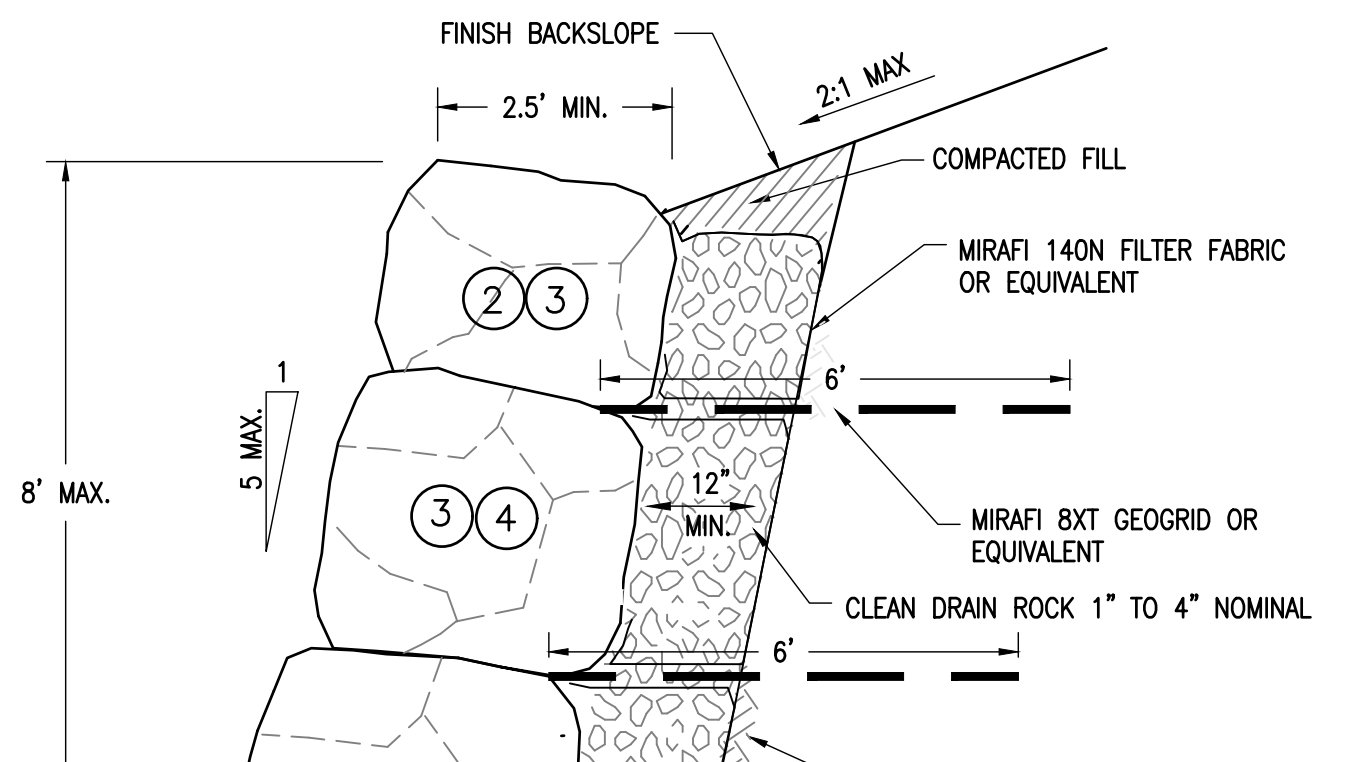 FINISH BACKSLOPE
2:1 MAX
2.5' MIN.
COMPACTED FILL
MIRAFI 140N FILTER FABRIC
OR EQUIVALENT
2 3
1
6'
5 MAX.
8' MAX.
12"
MIN.
3 4
MIRAFI 8XT GEOGRID OR
EQUIVALENT
CLEAN DRAIN ROCK 1" TO 4" NOMINAL
6'